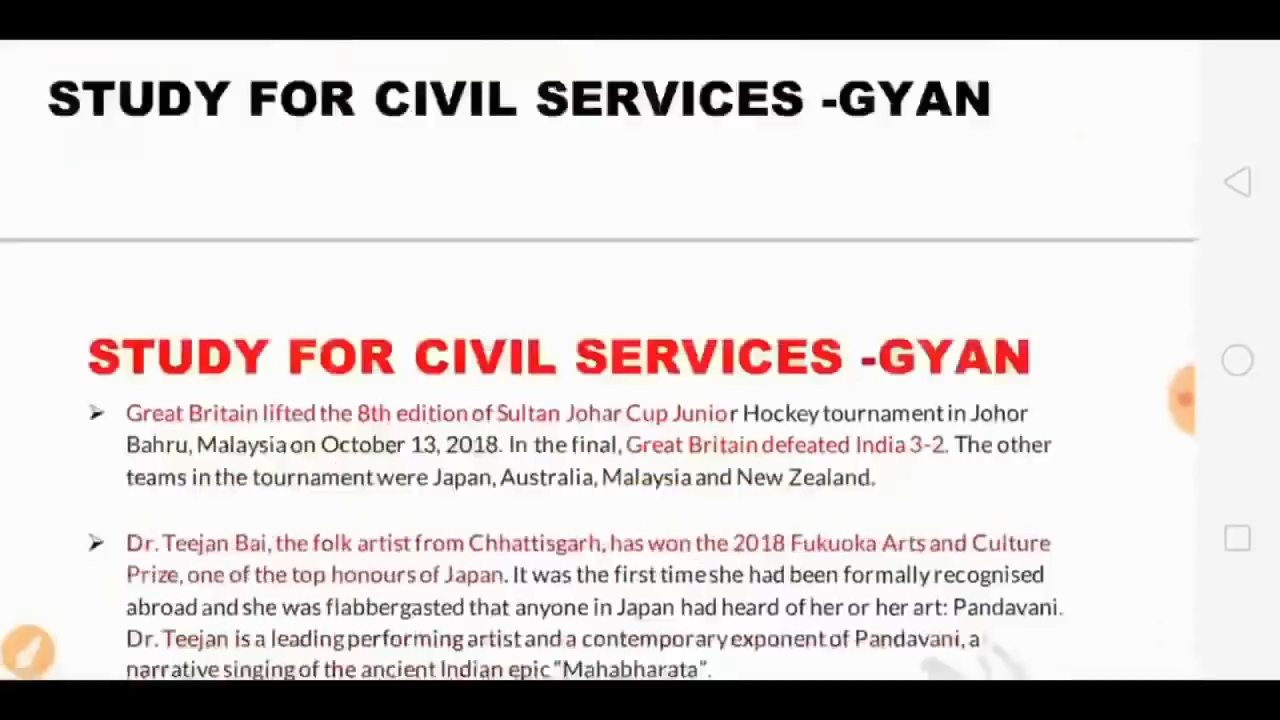 STUDY FOR CIVIL SERVICES -GYAN
STUDY FOR CIVIL SERVICES -GYAN
➤ Great Britain lifted the 8th edition of Sultan Johar Cup Junior Hockey tournament in Johor
Bahru, Malaysia on October 13, 2018. In the final, Great Britain defeated India 3-2. The other
teams in the tournament were Japan, Australia, Malaysia and New Zealand.
➤ Dr. Teejan Bai, the folk artist from Chhattisgarh, has won the 2018 Fukuoka Arts and Culture
Prize, one of the top honours of Japan. It was the first time she had been formally recognised
abroad and she was flabbergasted that anyone in Japan had heard of her or her art: Pandavani.
Dr. Teejan is a leading performing artist and a contemporary exponent of Pandavani, a
narrative singing of the ancient Indian epic "Mahabharata".